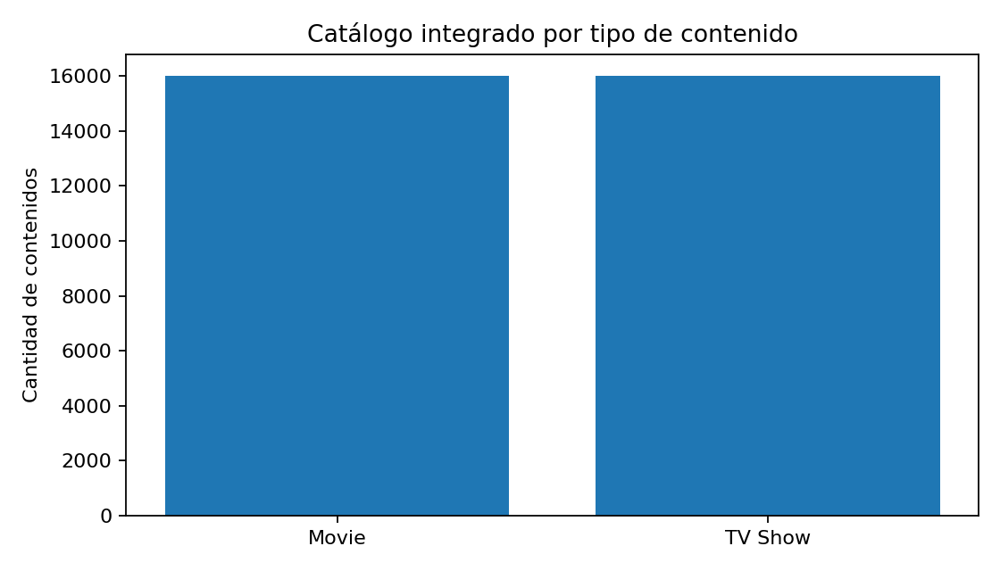 Catálogo integrado por tipo de contenido
Cantidad de contenidos
16000
14000
12000
10000
8000
6000
4000
2000
0
Movie
TV Show